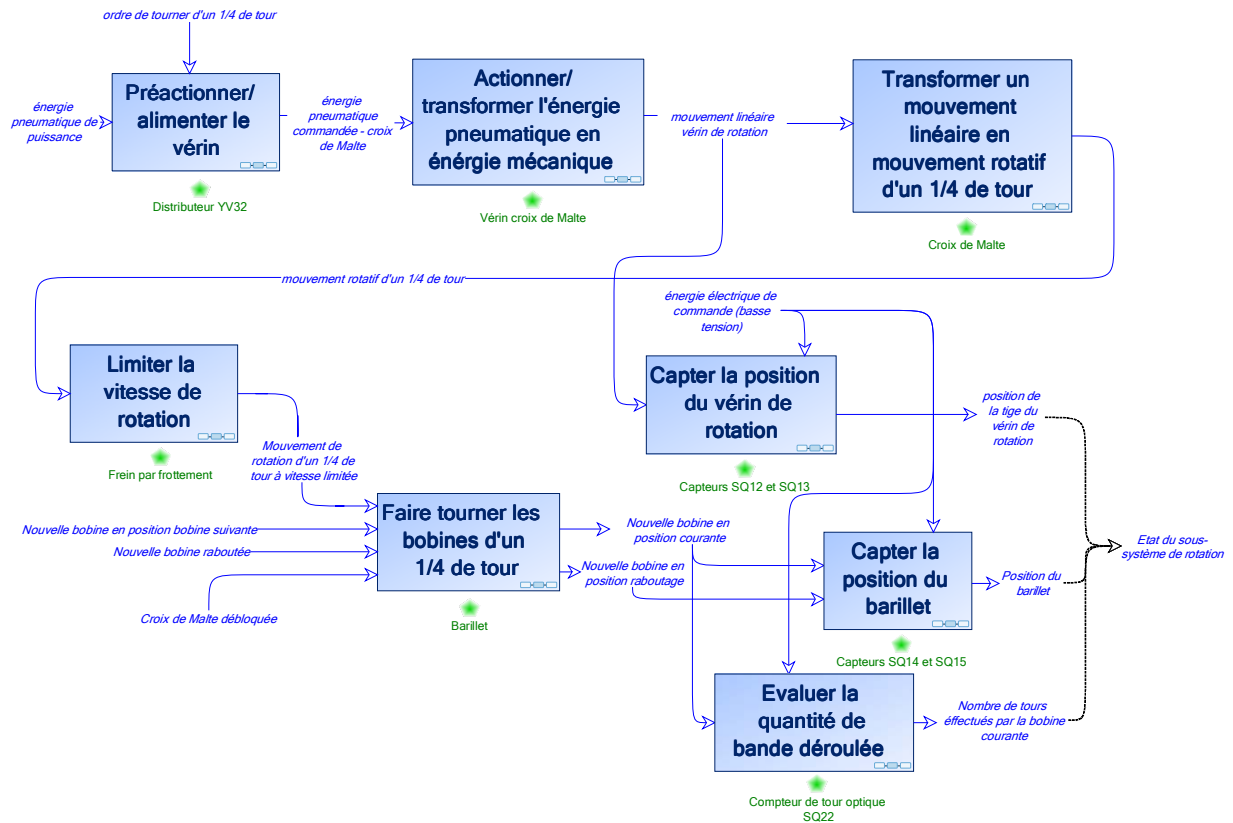 ordre de tourner d'un 1/4 de tour
énergie
pneumatique de
puissance
Préactionner/
alimenter le
vérin
Distributeur YV32
énergie
pneumatique
commandée - croix
de Malte
Actionner/
transformer l'énergie
pneumatique en
énérgie mécanique
Vérin croix de Malte
mouvement linéaire
vérin de rotation
Transformer un
mouvement
linéaire en
mouvement rotatif
d'un 1/4 de tour
Croix de Malte
mouvement rotatif d'un 1/4 de tour
énergie électrique de
commande (basse
tension)
Limiter la
vitesse de
rotation
Frein par frottement
Mouvement de
rotation d'un 1/4 de
tour à vitesse limitée
Capter la position
du vérin de
rotation
Capteurs SQ12 et SQ13
position de
la tige du
vérin de
rotation
Nouvelle bobine en position bobine suivante
Nouvelle bobine raboutée
Croix de Malte débloquée
Faire tourner les
bobines d'un
1/4 de tour
Barillet
Nouvelle bobine en
position courante
Nouvelle bobine en
position raboutage
Capter la
position du
barillet
Capteurs SQ14 et SQ15
Position du
barillet
Etat du sous-
système de rotation
Evaluer la
quantité de
bande déroulée
Compteur de tour optique
SQ22
Nombre de tours
éffectués par la bobine
courante